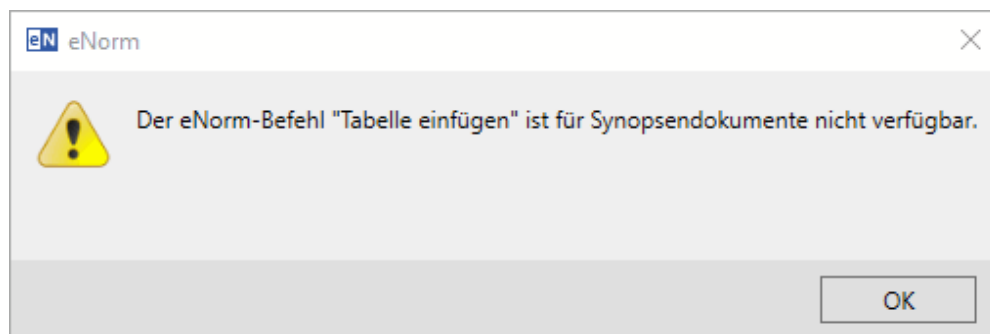 eN eNorm
Der eNorm-Befehl "Tabelle einfügen" ist für Synopsendokumente nicht verfügbar.
OK